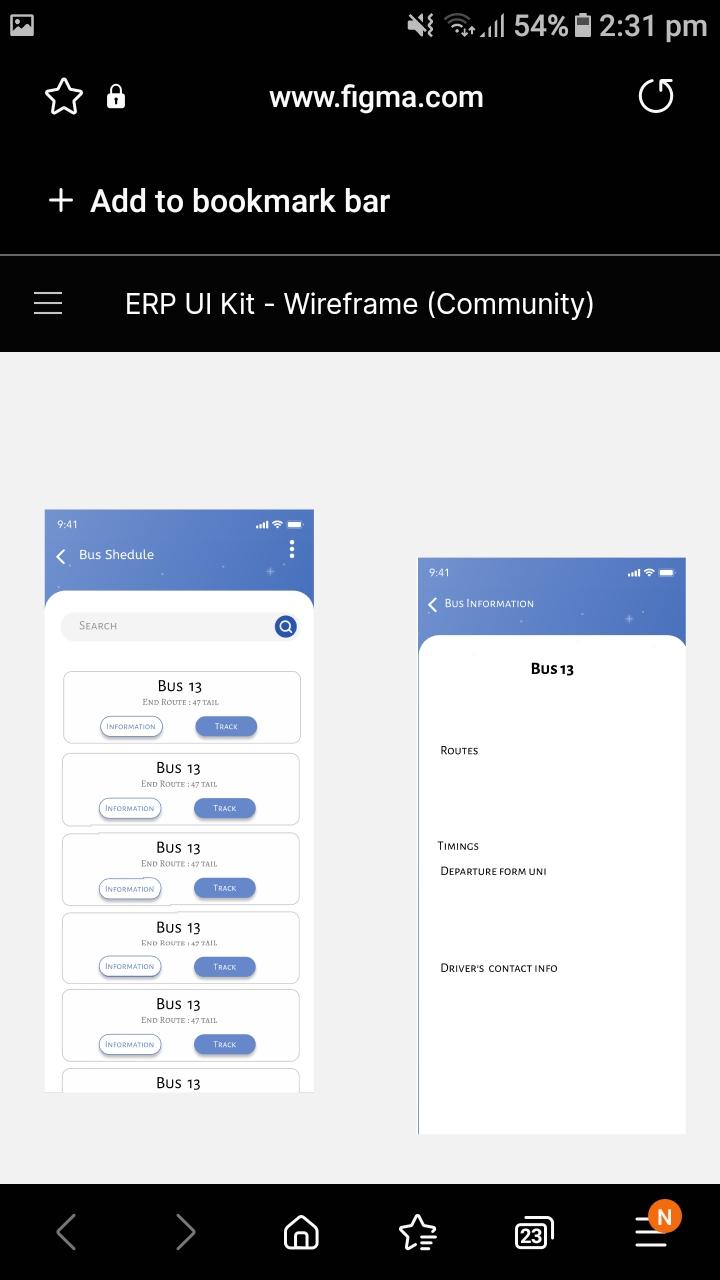 54% 2:31 pm
www.figma.com
+ Add to bookmark bar
ERP UI Kit - Wireframe (Community)
9:41
Bus Shedule
Search
Bus 13
End Route : 47 tail
Information Track
Bus 13
End Route : 47 tail
Information Track
Bus 13
End Route : 47 tail
Information Track
Bus 13
End Route : 47 tail
Information Track
Bus 13
End Route : 47 tail
Information Track
Bus 13
9:41
Bus Information
Bus 13
Routes
Timings
Departure form uni
Driver's contact info
23
N